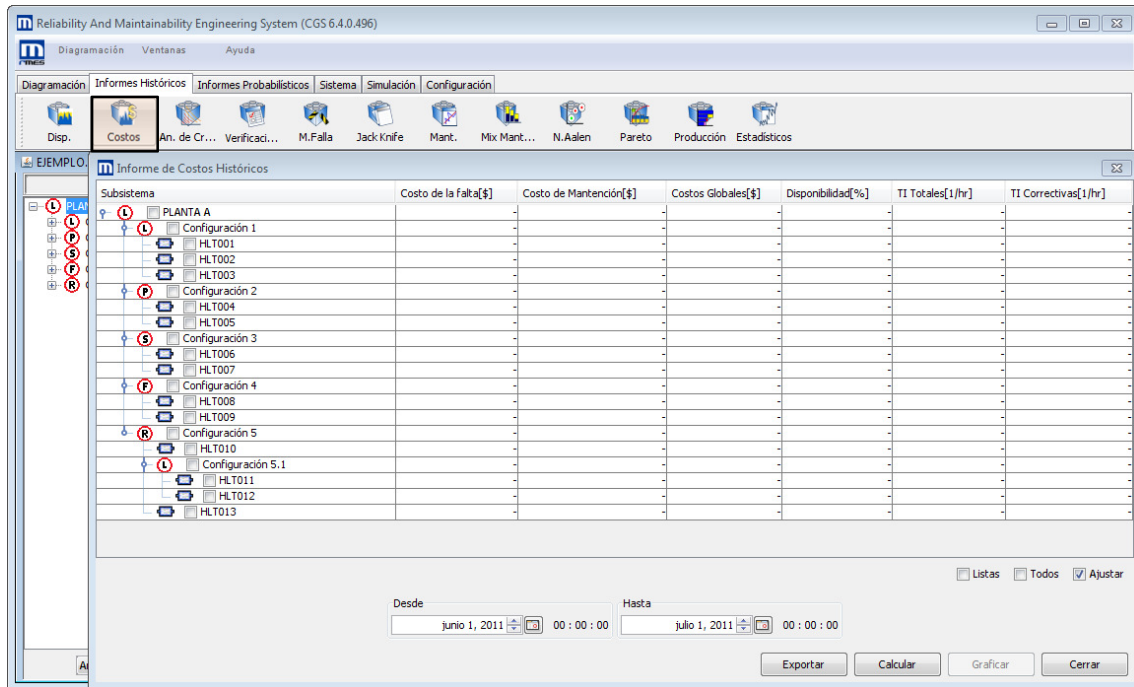 Reliability And Maintainability Engineering System (CGS 6.4.0.496)
Diagramación Ventanas Ayuda
Diagramación Informes Históricos Informes Probabilísticos Sistema Simulación Configuración
Disp. Costos An. de Cr... Verificaci... M.Falla Jack Knife Mant. Mix Mant... N.Aalen Pareto Producción Estadísticos
EJEMPLO.
Informe de Costos Históricos
Subsistema Costo de la falta[$] Costo de Mantención[$] Costos Globales[$] Disponibilidad[%] TI Totales[1/hr] TI Correctivas[1/hr]
L PLANTA A - - - - - -
L Configuración 1 - - - - - -
HLT001 - - - - - -
HLT002 - - - - - -
HLT003 - - - - - -
P Configuración 2 - - - - - -
HLT004 - - - - - -
HLT005 - - - - - -
S Configuración 3 - - - - - -
HLT006 - - - - - -
HLT007 - - - - - -
F Configuración 4 - - - - - -
HLT008 - - - - - -
HLT009 - - - - - -
R Configuración 5 - - - - - -
HLT010 - - - - - -
L Configuración 5.1 - - - - - -
HLT011 - - - - - -
HLT012 - - - - - -
HLT013 - - - - - -
L
L
P
S
F
R
Listas Todos Ajustar
Desde Hasta
junio 1, 2011 00 : 00 : 00 julio 1, 2011 00 : 00 : 00
Exportar Calcular Graficar Cerrar